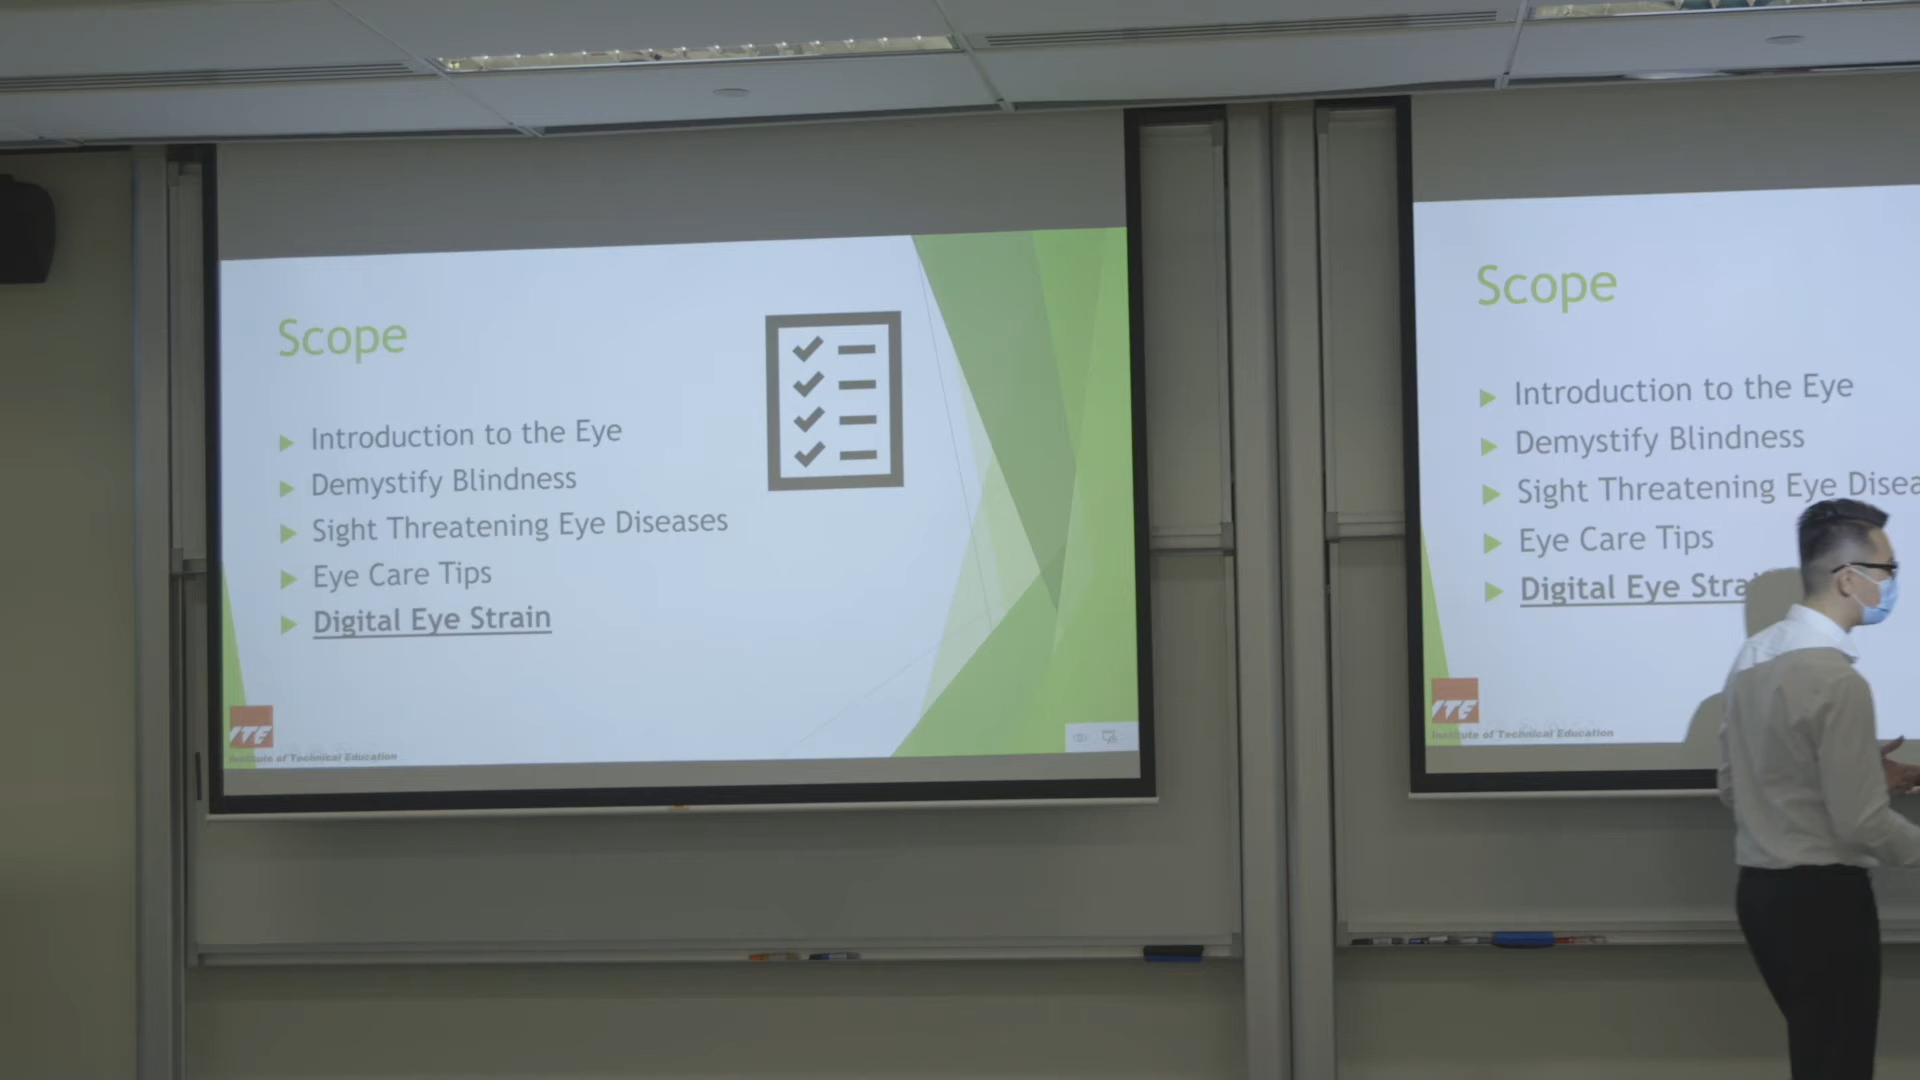 Scope
Introduction to the Eye
Demystify Blindness
Sight Threatening Eye Diseases
Eye Care Tips
Digital Eye Strain
ITE
Institute of Technical Education
Scope
Introduction to the Eye
Demystify Blindness
Sight Threatening Eye Disea
Eye Care Tips
Digital Eye Stra
ITE
Institute of Technical Education